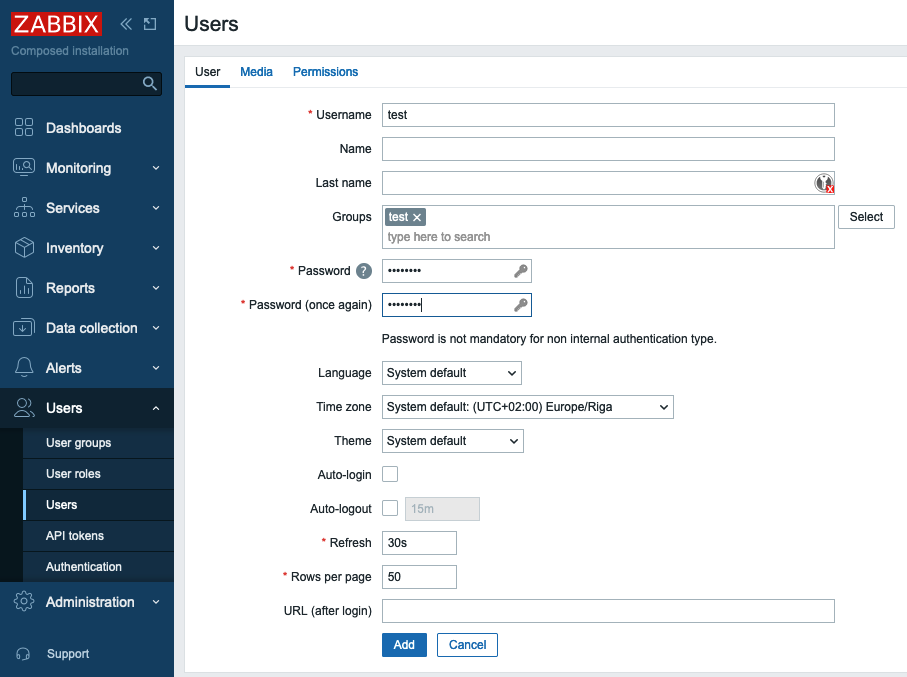 ZABBIX
Composed installation
Dashboards
Monitoring
Services
Inventory
Reports
Data collection
Alerts
Users
User groups
User roles
Users
API tokens
Authentication
Administration
Support
Users
User Media Permissions
* Username test
Name
Last name
Groups test
type here to search
Select
* Password ? ••••••••
* Password (once again) ••••••••
Password is not mandatory for non internal authentication type.
Language System default
Time zone System default: (UTC+02:00) Europe/Riga
Theme System default
Auto-login
Auto-logout 15m
* Refresh 30s
* Rows per page 50
URL (after login)
Add Cancel